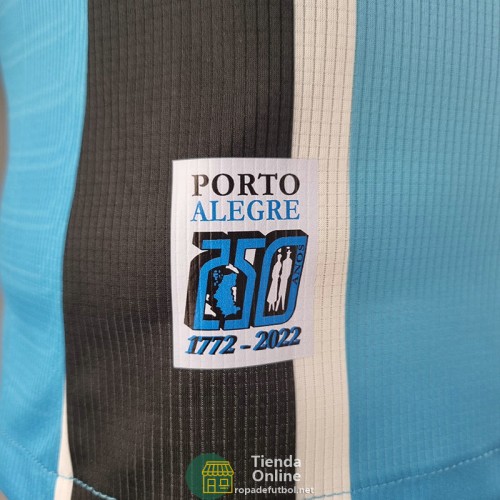 PORTO
ALEGRE
250
ANOS
1772 - 2022
Tienda
Online
ropadefutbol.net